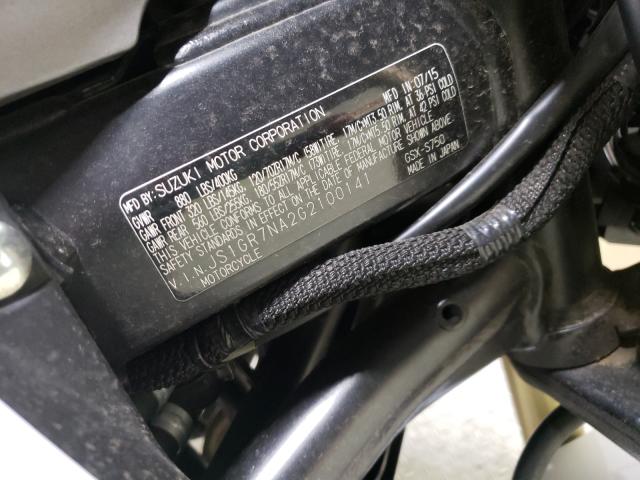 MFD BY: SUZUKI MOTOR CORPORATION MFD IN: 07/15
GVWR 880 LBS/400KG
GAWR FRONT 320 LBS/145KG 120/70ZR17M/C 58W TIRE 17M/CXMT3.50 RIM, AT 36 PSI COLD
GAWR REAR 560 LBS/255KG 180/55ZR17M/C 73W TIRE 17M/CXMT5.50 RIM, AT 42 PSI COLD
THIS VEHICLE CONFORMS TO ALL APPLICABLE FEDERAL MOTOR VEHICLE
SAFETY STANDARDS IN EFFECT ON THE DATE OF MANUFACTURE SHOWN ABOVE.
V.I.N. JS1GR7NA2G2100141 GSX-S750
MOTORCYCLE MADE IN JAPAN